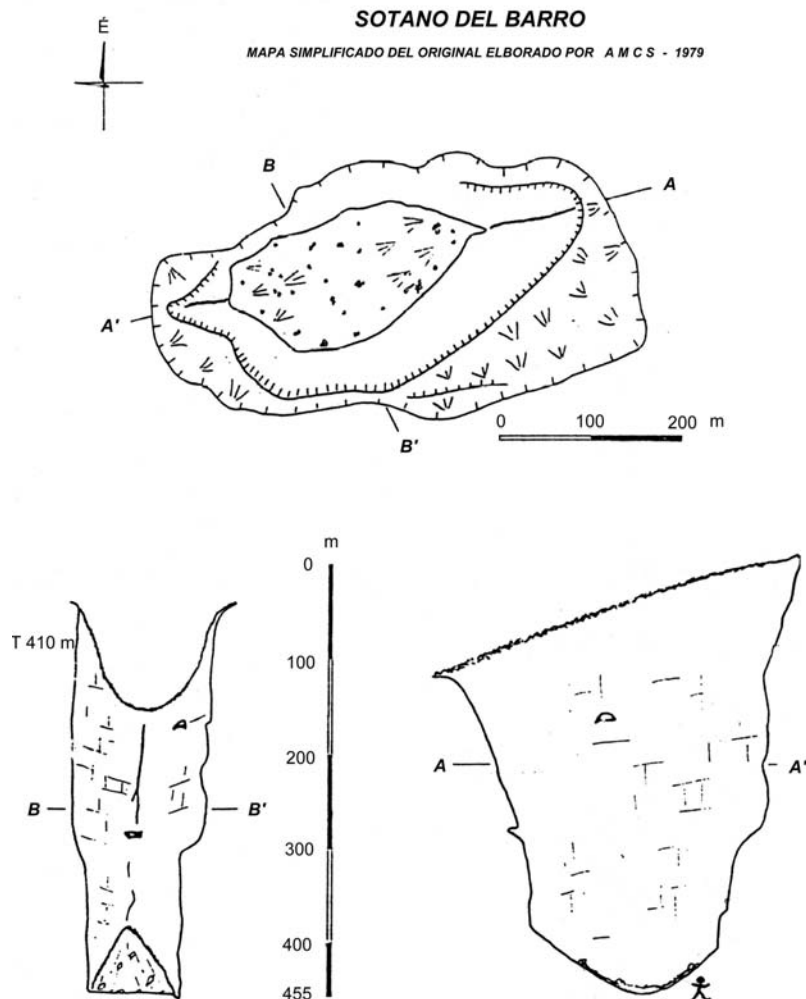 SOTANO DEL BARRO
MAPA SIMPLIFICADO DEL ORIGINAL ELBORADO POR A M C S - 1979
É
B
A
A'
B'
0 100 200 m
m
0
T 410 m
100
200
A
A'
B
B'
300
400
455